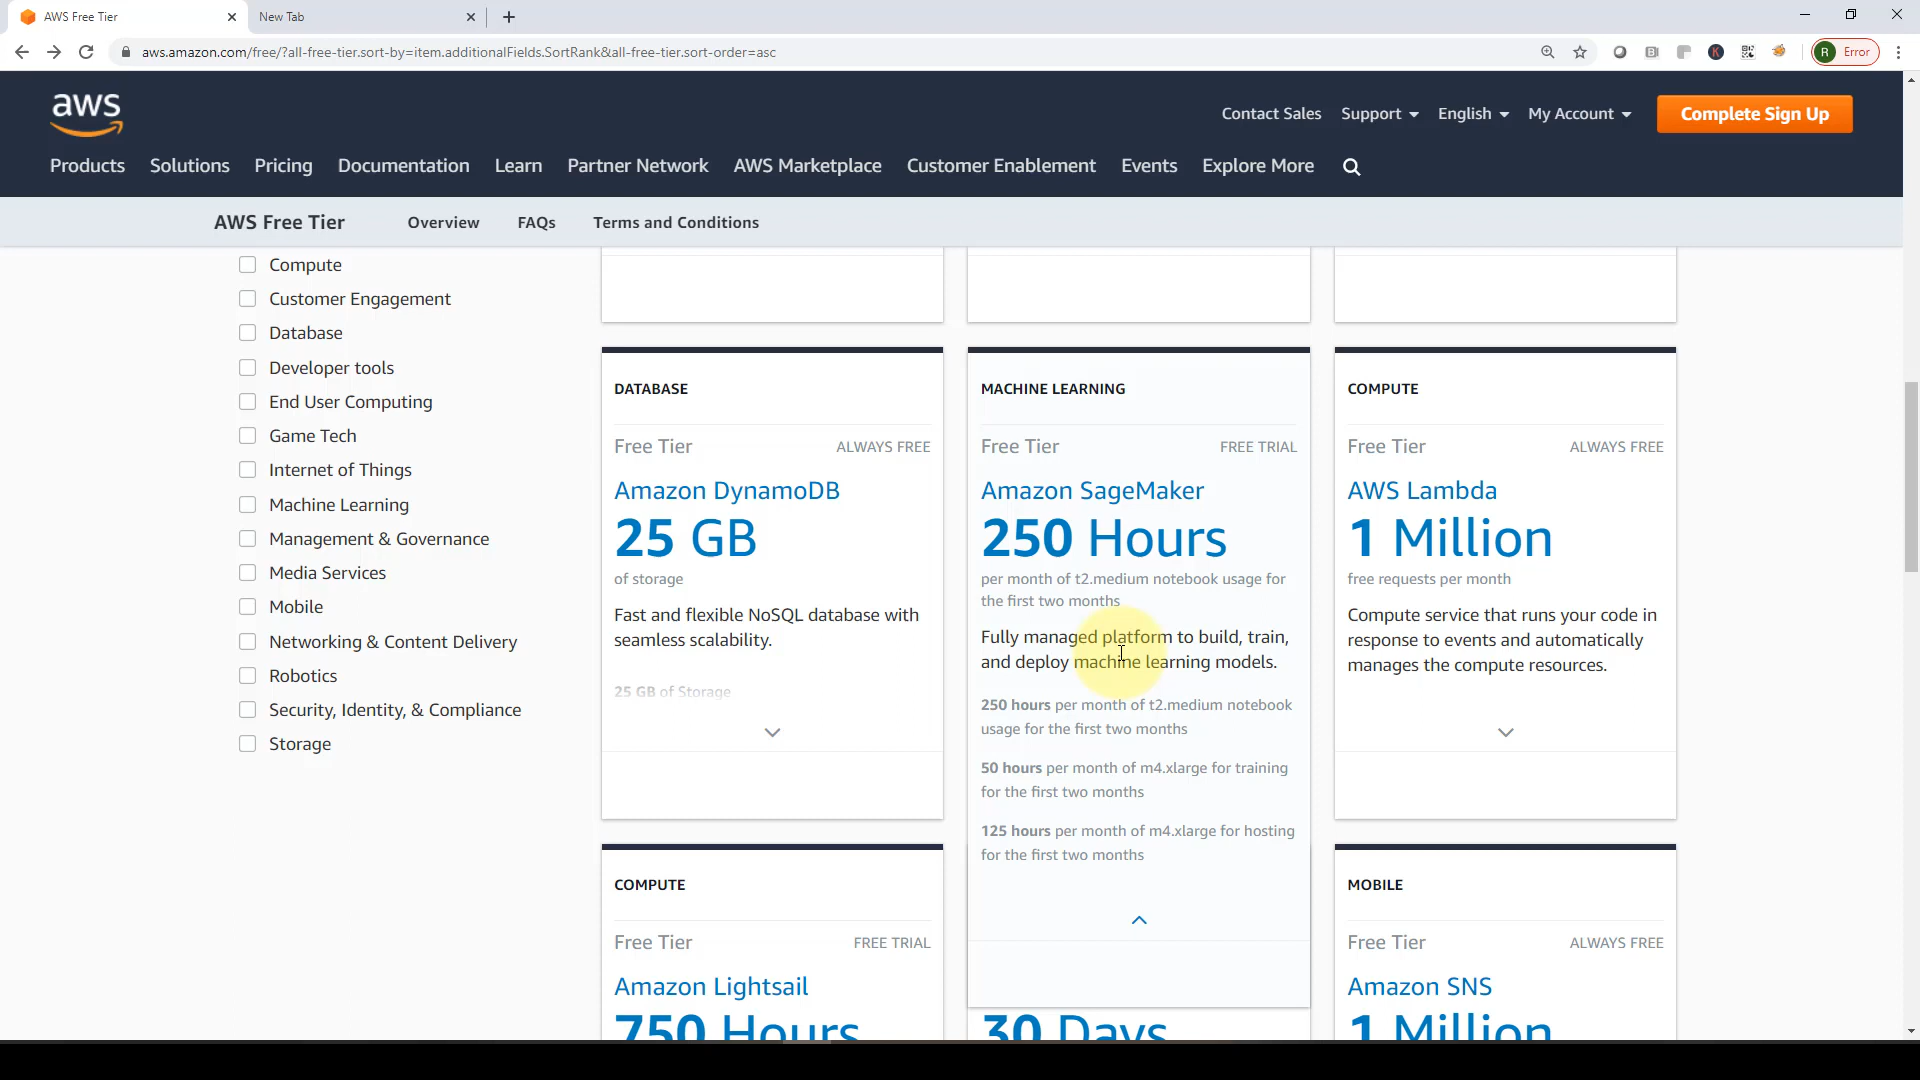 AWS Free Tier
New Tab
aws.amazon.com/free/?all-free-tier.sort-by=item.additionalFields.SortRank&all-free-tier.sort-order=asc
K
R Error
aws
Contact Sales Support English My Account Complete Sign Up
Products Solutions Pricing Documentation Learn Partner Network AWS Marketplace Customer Enablement Events Explore More
AWS Free Tier Overview FAQs Terms and Conditions
Compute
Customer Engagement
Database
Developer tools
End User Computing
Game Tech
Internet of Things
Machine Learning
Management & Governance
Media Services
Mobile
Networking & Content Delivery
Robotics
Security, Identity, & Compliance
Storage
DATABASE
Free Tier ALWAYS FREE
Amazon DynamoDB
25 GB
of storage
Fast and flexible NoSQL database with
seamless scalability.
25 GB of Storage
MACHINE LEARNING
Free Tier FREE TRIAL
Amazon SageMaker
250 Hours
per month of t2.medium notebook usage for
the first two months
Fully managed platform to build, train,
and deploy machine learning models.
250 hours per month of t2.medium notebook
usage for the first two months
50 hours per month of m4.xlarge for training
for the first two months
125 hours per month of m4.xlarge for hosting
for the first two months
COMPUTE
Free Tier ALWAYS FREE
AWS Lambda
1 Million
free requests per month
Compute service that runs your code in
response to events and automatically
manages the compute resources.
COMPUTE
Free Tier FREE TRIAL
Amazon Lightsail
750 Hours
30 Days
MOBILE
Free Tier ALWAYS FREE
Amazon SNS
1 Million